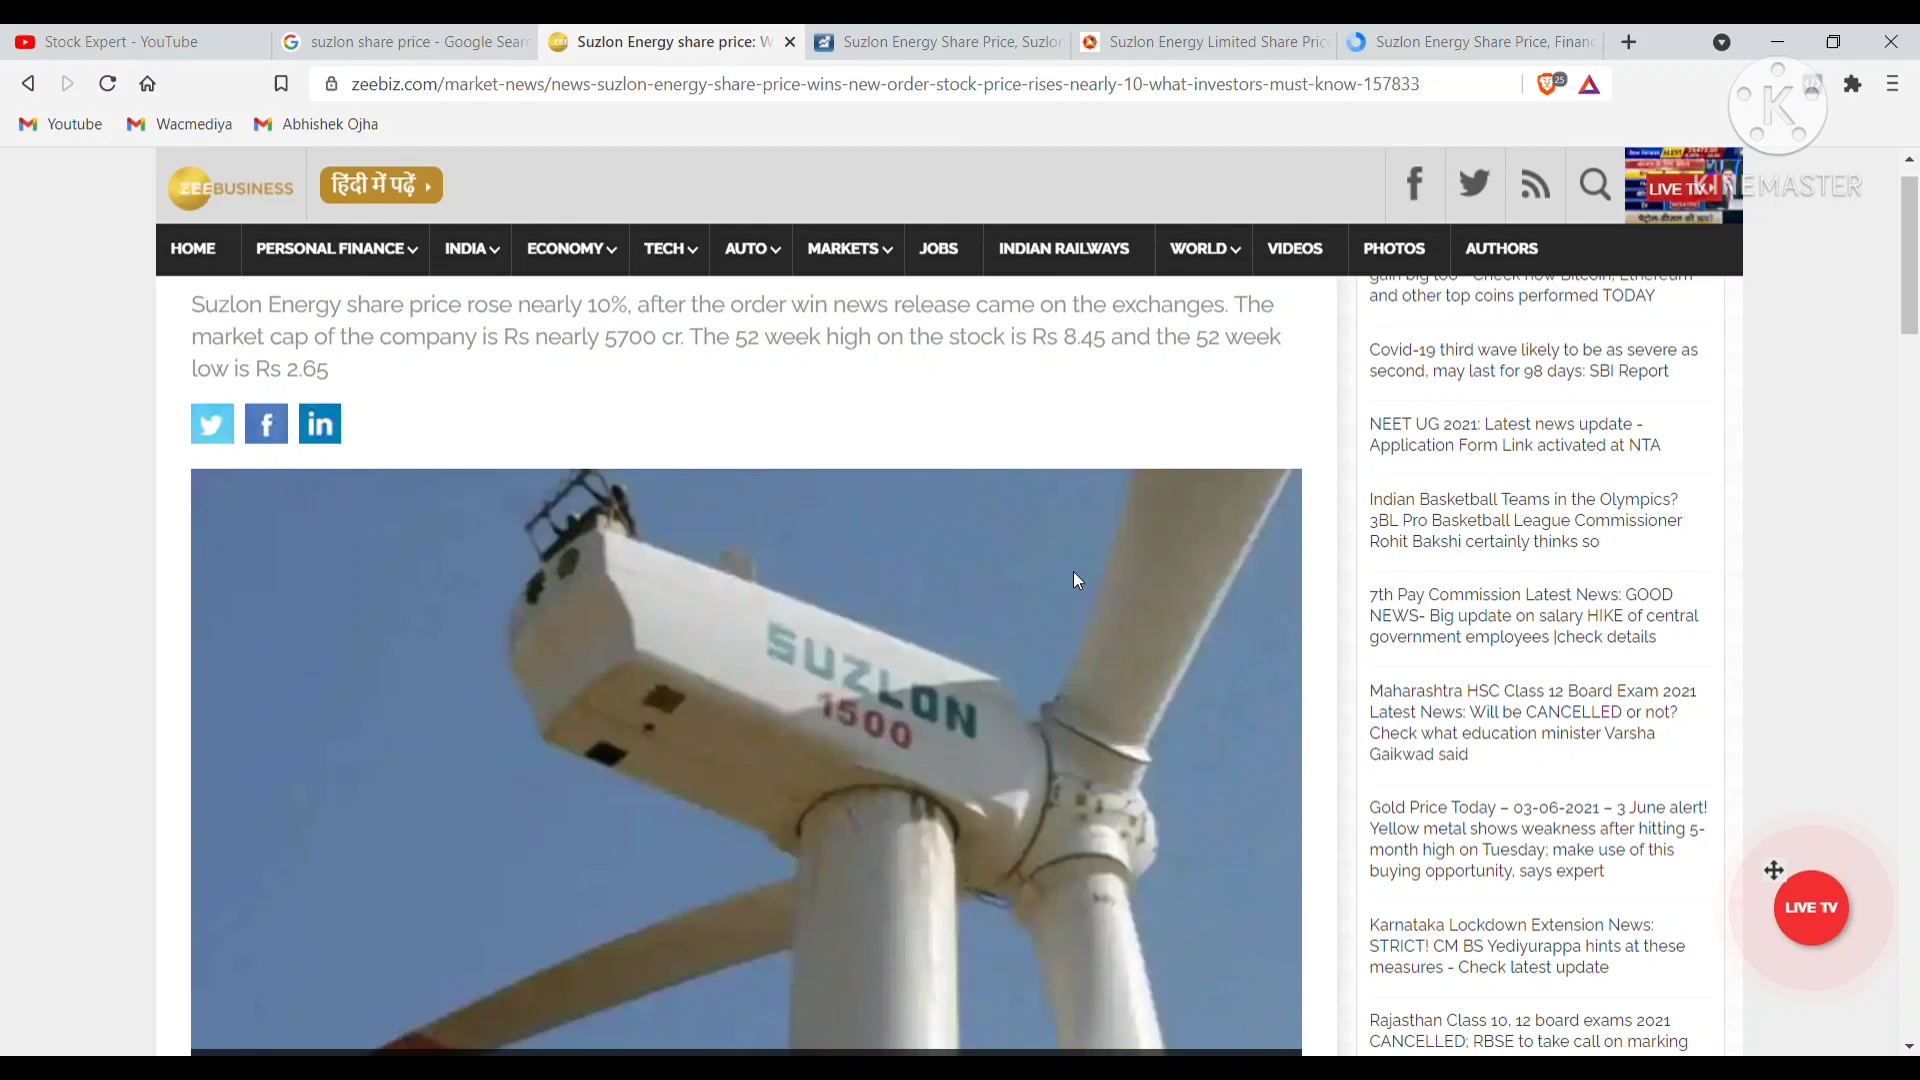 Stock Expert - YouTube
suzlon share price - Google Searc
Suzlon Energy share price: W
Suzlon Energy Share Price, Suzlon
Suzlon Energy Limited Share Price
Suzlon Energy Share Price, Financ
zeebiz.com/market-news/news-suzlon-energy-share-price-wins-new-order-stock-price-rises-nearly-10-what-investors-must-know-157833
25
Youtube
Wacmediya
Abhishek Ojha
K
KINEMASTER
ZEEBUSINESS
हिंदी में पढ़ें
LIVE TV
HOME
PERSONAL FINANCE
INDIA
ECONOMY
TECH
AUTO
MARKETS
JOBS
INDIAN RAILWAYS
WORLD
VIDEOS
PHOTOS
AUTHORS
Suzlon Energy share price rose nearly 10%, after the order win news release came on the exchanges. The
market cap of the company is Rs nearly 5700 cr. The 52 week high on the stock is Rs 8.45 and the 52 week
low is Rs 2.65
SUZLON
1500
and other top coins performed TODAY
Covid-19 third wave likely to be as severe as
second, may last for 98 days: SBI Report
NEET UG 2021: Latest news update -
Application Form Link activated at NTA
Indian Basketball Teams in the Olympics?
3BL Pro Basketball League Commissioner
Rohit Bakshi certainly thinks so
7th Pay Commission Latest News: GOOD
NEWS- Big update on salary HIKE of central
government employees |check details
Maharashtra HSC Class 12 Board Exam 2021
Latest News: Will be CANCELLED or not?
Check what education minister Varsha
Gaikwad said
Gold Price Today – 03-06-2021 – 3 June alert!
Yellow metal shows weakness after hitting 5-
month high on Tuesday; make use of this
buying opportunity, says expert
Karnataka Lockdown Extension News:
STRICT! CM BS Yediyurappa hints at these
measures - Check latest update
Rajasthan Class 10, 12 board exams 2021
CANCELLED; RBSE to take call on marking
LIVE TV